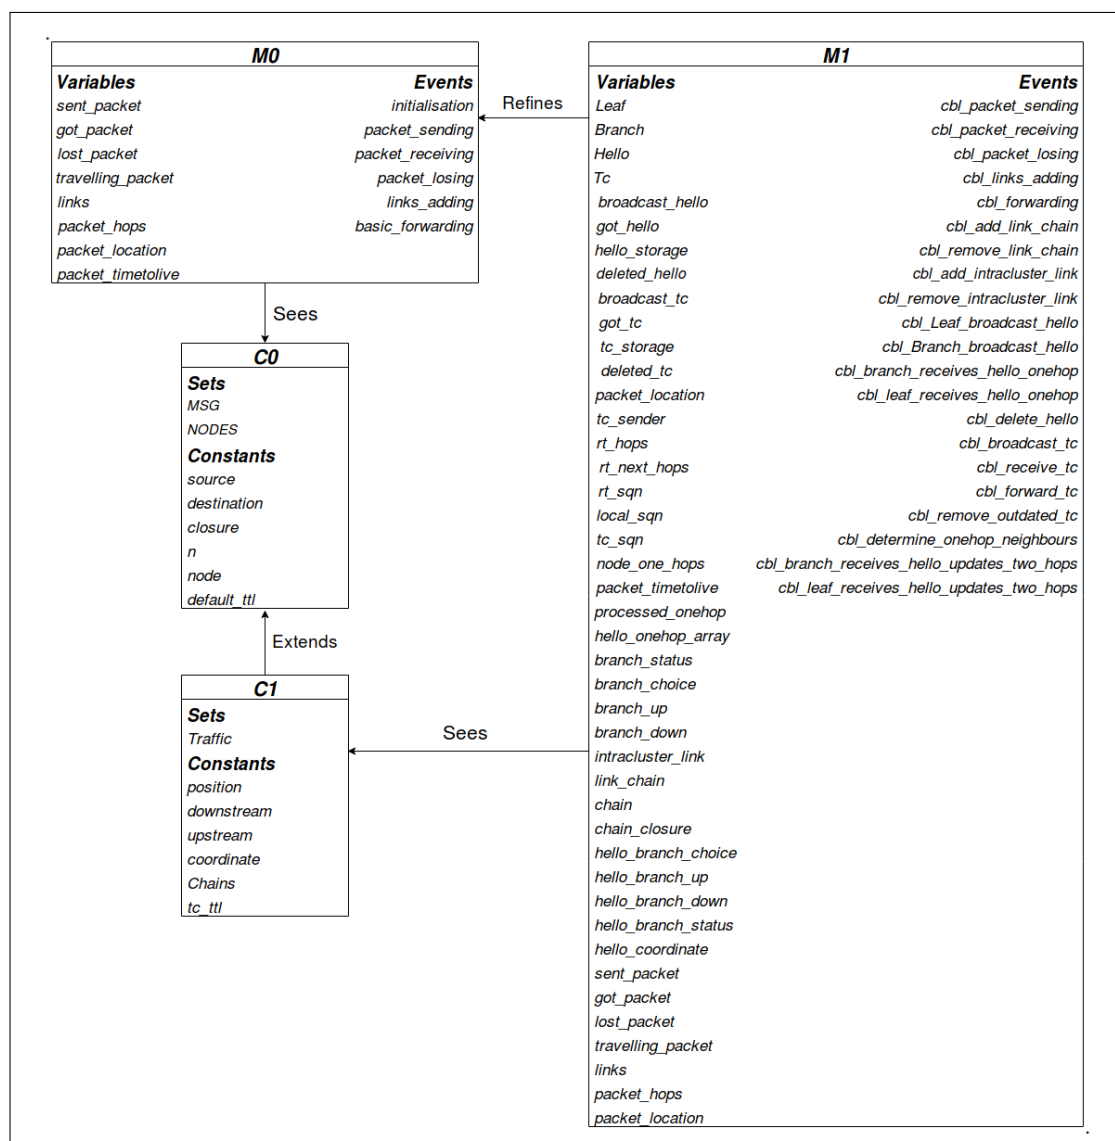 M0
Variables Events
sent_packet initialisation
got_packet packet_sending
lost_packet packet_receiving
travelling_packet packet_losing
links links_adding
packet_hops basic_forwarding
packet_location
packet_timetolive
Refines
Sees
C0
Sets
MSG
NODES
Constants
source
destination
closure
n
node
default_ttl
Extends
C1
Sets
Traffic
Constants
position
downstream
upstream
coordinate
Chains
tc_ttl
Sees
M1
Variables Events
Leaf cbl_packet_sending
Branch cbl_packet_receiving
Hello cbl_packet_losing
Tc cbl_links_adding
broadcast_hello cbl_forwarding
got_hello cbl_add_link_chain
hello_storage cbl_remove_link_chain
deleted_hello cbl_add_intracluster_link
broadcast_tc cbl_remove_intracluster_link
got_tc cbl_Leaf_broadcast_hello
tc_storage cbl_Branch_broadcast_hello
deleted_tc cbl_branch_receives_hello_onehop
packet_location cbl_leaf_receives_hello_onehop
tc_sender cbl_delete_hello
rt_hops cbl_broadcast_tc
rt_next_hops cbl_receive_tc
rt_sqn cbl_forward_tc
local_sqn cbl_remove_outdated_tc
tc_sqn cbl_determine_onehop_neighbours
node_one_hops cbl_branch_receives_hello_updates_two_hops
packet_timetolive cbl_leaf_receives_hello_updates_two_hops
processed_onehop
hello_onehop_array
branch_status
branch_choice
branch_up
branch_down
intracluster_link
link_chain
chain
chain_closure
hello_branch_choice
hello_branch_up
hello_branch_down
hello_branch_status
hello_coordinate
sent_packet
got_packet
lost_packet
travelling_packet
links
packet_hops
packet_location